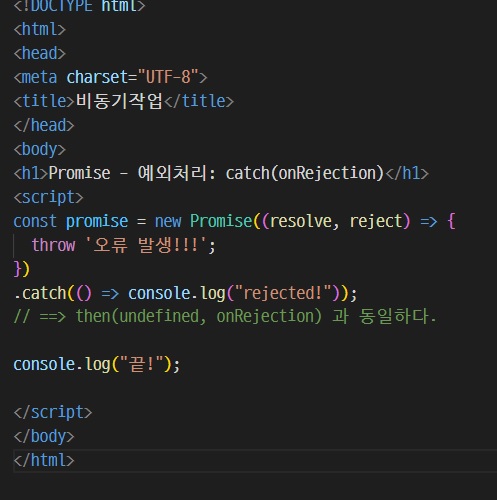 <!DOCTYPE html>
<html>
<head>
<meta charset="UTF-8">
<title>비동기작업</title>
</head>
<body>
<h1>Promise - 예외처리: catch(onRejection)</h1>
<script>
const promise = new Promise((resolve, reject) => {
  throw '오류 발생!!!';
})
.catch(() => console.log("rejected!"));
// ==> then(undefined, onRejection) 과 동일하다.
console.log("끝!");
</script>
</body>
</html>